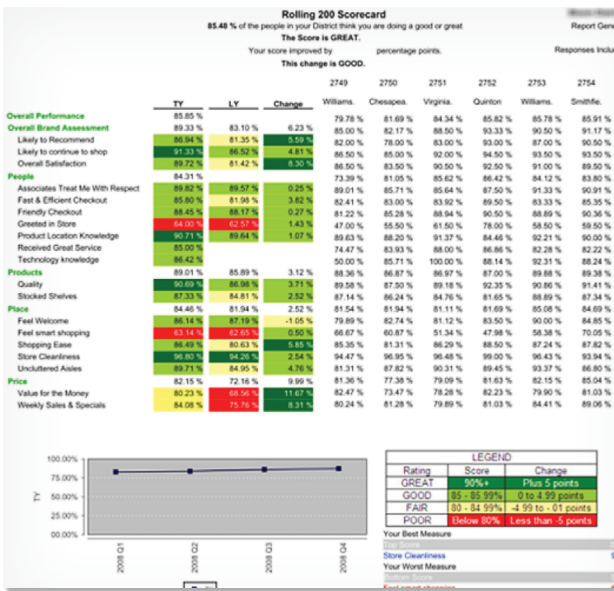 Rolling 200 Scorecard
85.48 % of the people in your District think you are doing a good or great
The Score is GREAT. Report Gene
Your score improved by percentage points. Responses Inclu
This change is GOOD.
2749 2750 2751 2752 2753 2754
TY LY Change Williams. Chesapea. Virginia. Quinton Williams. Smithfie.
Overall Performance 85.85 % 79.78 % 81.69 % 84.34 % 85.82 % 85.78 % 85.91 %
Overall Brand Assessment 89.33 % 83.10 % 6.23 % 85.00 % 82.17 % 88.50 % 93.33 % 90.50 % 91.17 %
Likely to Recommend 86.94 % 81.35 % 5.59 % 82.00 % 78.00 % 83.00 % 93.00 % 87.00 % 90.50 %
Likely to continue to shop 91.33 % 86.52 % 4.81 % 86.50 % 85.00 % 92.00 % 94.50 % 93.50 % 93.50 %
Overall Satisfaction 89.72 % 81.42 % 8.30 % 86.50 % 83.50 % 90.50 % 92.50 % 91.00 % 89.50 %
People 84.31 % 73.39 % 81.05 % 85.62 % 86.42 % 84.12 % 83.80 %
Associates Treat Me With Respect 89.82 % 89.57 % 0.25 % 89.01 % 85.71 % 85.64 % 87.50 % 91.33 % 90.91 %
Fast & Efficient Checkout 85.80 % 81.98 % 3.82 % 82.41 % 83.00 % 83.92 % 89.50 % 83.33 % 85.35 %
Friendly Checkout 88.45 % 88.17 % 0.27 % 81.22 % 85.28 % 88.94 % 90.50 % 88.89 % 90.36 %
Greeted in Store 64.00 % 62.57 % 1.43 % 47.00 % 55.50 % 61.50 % 78.00 % 58.50 % 59.50 %
Product Location Knowledge 90.71 % 89.64 % 1.07 % 89.63 % 88.20 % 91.37 % 84.46 % 92.21 % 90.00 %
Received Great Service 85.00 % 74.47 % 83.93 % 88.00 % 86.86 % 82.28 % 82.22 %
Technology knowledge 86.42 % 50.00 % 85.71 % 100.00 % 88.14 % 92.31 % 88.24 %
Products 89.01 % 85.89 % 3.12 % 88.36 % 86.87 % 86.97 % 87.00 % 89.88 % 89.38 %
Quality 90.69 % 86.98 % 3.71 % 89.58 % 87.50 % 89.18 % 92.35 % 90.86 % 91.41 %
Stocked Shelves 87.33 % 84.81 % 2.52 % 87.14 % 86.24 % 84.76 % 81.65 % 88.89 % 87.34 %
Place 84.46 % 81.94 % 2.52 % 81.54 % 81.94 % 81.11 % 81.69 % 85.08 % 84.69 %
Feel Welcome 86.14 % 87.19 % -1.05 % 79.89 % 82.74 % 81.12 % 83.50 % 90.00 % 84.85 %
Feel smart shopping 63.14 % 62.65 % 0.50 % 66.67 % 60.87 % 51.34 % 47.98 % 58.38 % 70.05 %
Shopping Ease 86.49 % 80.63 % 5.85 % 85.35 % 81.31 % 86.29 % 88.50 % 87.24 % 87.82 %
Store Cleanliness 96.80 % 94.26 % 2.54 % 94.47 % 96.95 % 96.48 % 99.00 % 96.43 % 93.94 %
Uncluttered Aisles 89.71 % 84.95 % 4.76 % 81.31 % 87.82 % 90.31 % 89.45 % 93.37 % 86.80 %
Price 82.15 % 72.16 % 9.99 % 81.36 % 77.38 % 79.09 % 81.63 % 82.15 % 85.04 %
Value for the Money 80.23 % 68.56 % 11.67 % 82.47 % 73.47 % 78.28 % 82.23 % 79.90 % 81.03 %
Weekly Sales & Specials 84.08 % 75.76 % 8.31 % 80.24 % 81.28 % 79.89 % 81.03 % 84.41 % 89.06 %
100.00%
75.00%
50.00%
25.00%
00.00%
TY
2008 Q1 2008 Q2 2008 Q3 2008 Q4
LEGEND
Rating Score Change
GREAT 90%+ Plus 5 points
GOOD 85 - 85.99% 0 to 4.99 points
FAIR 80 - 84.99% -4.99 to -.01 points
POOR Below 80% Less than -5 points
Your Best Measure
Top Score
Store Cleanliness
Your Worst Measure
Bottom Score
Feel smart shopping